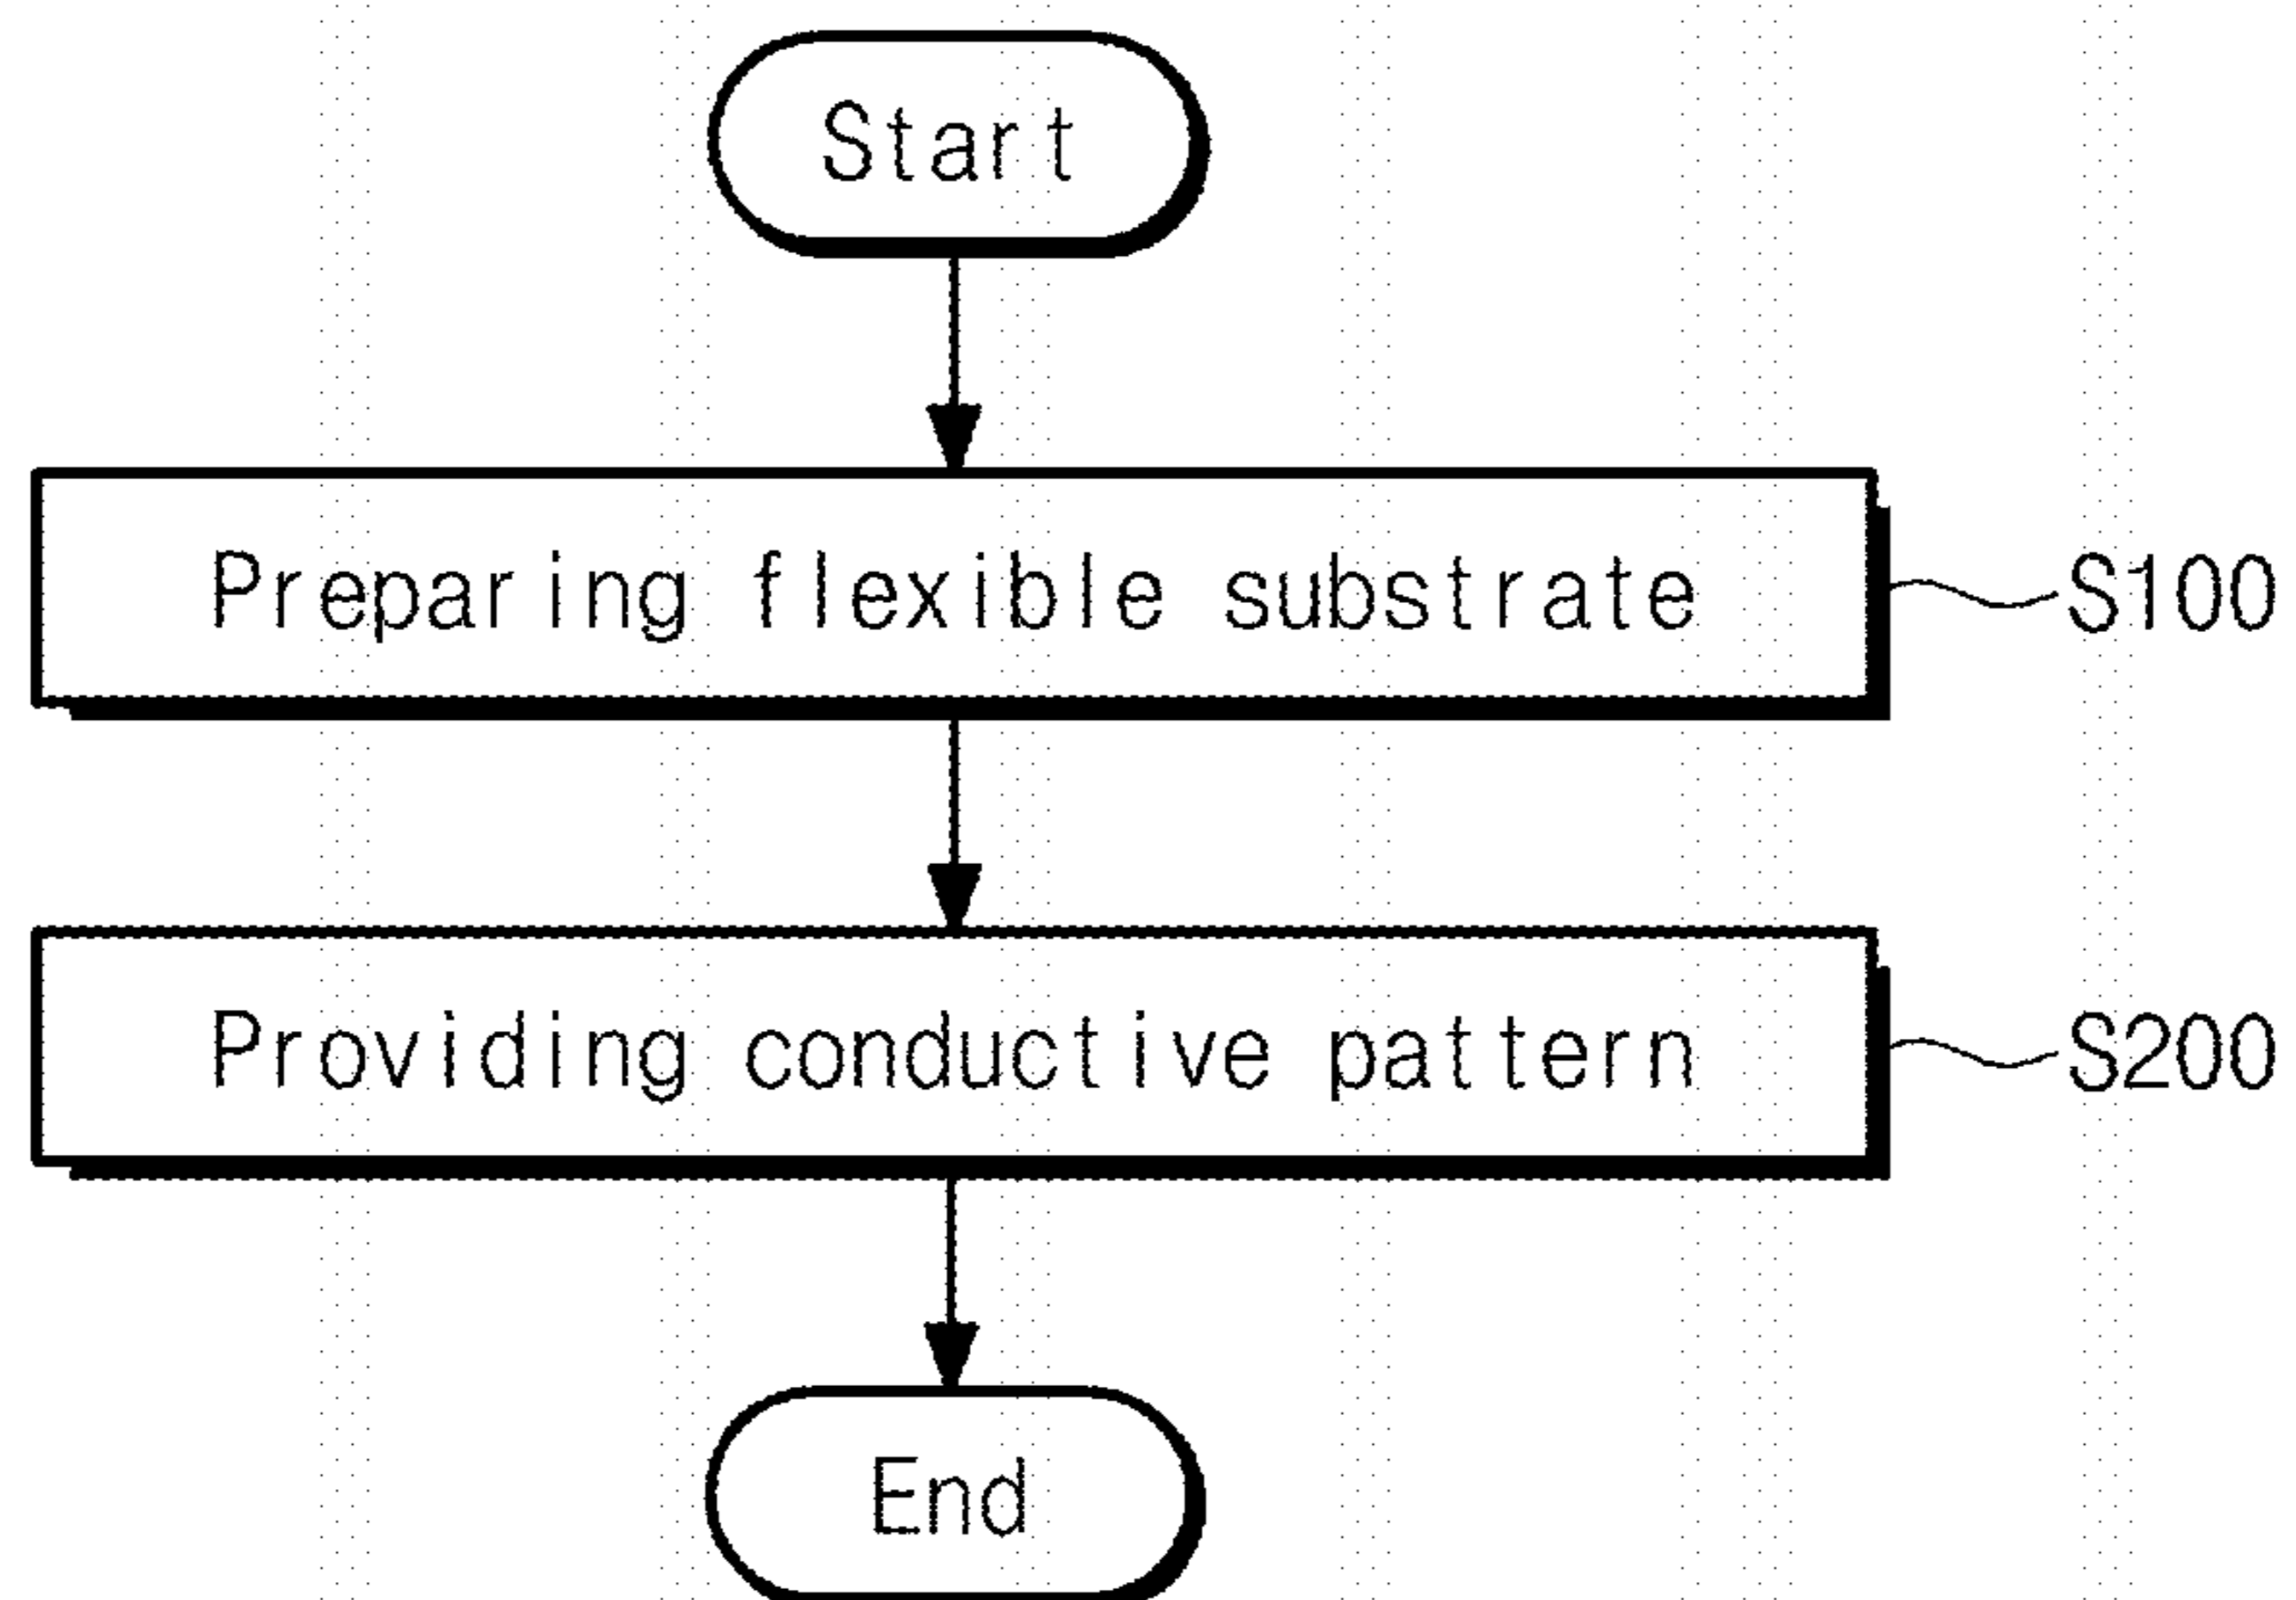 Start
Preparing flexible substrate S100
Providing conductive pattern S200
End